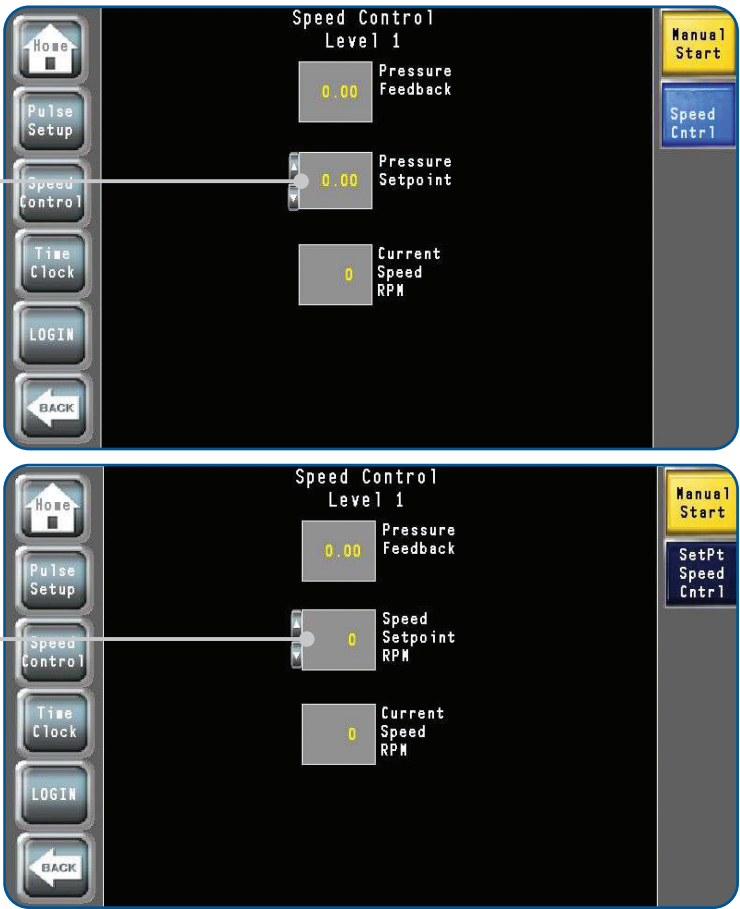 Speed Control
Level 1
Home
Pulse
Setup
Speed
Control
Time
Clock
LOGIN
BACK
0.00
Pressure
Feedback
0.00
Pressure
Setpoint
0
Current
Speed
RPM
Manual
Start
Speed
Cntrl
Speed Control
Level 1
Home
Pulse
Setup
Speed
Control
Time
Clock
LOGIN
BACK
0.00
Pressure
Feedback
0
Speed
Setpoint
RPM
0
Current
Speed
RPM
Manual
Start
SetPt
Speed
Cntrl